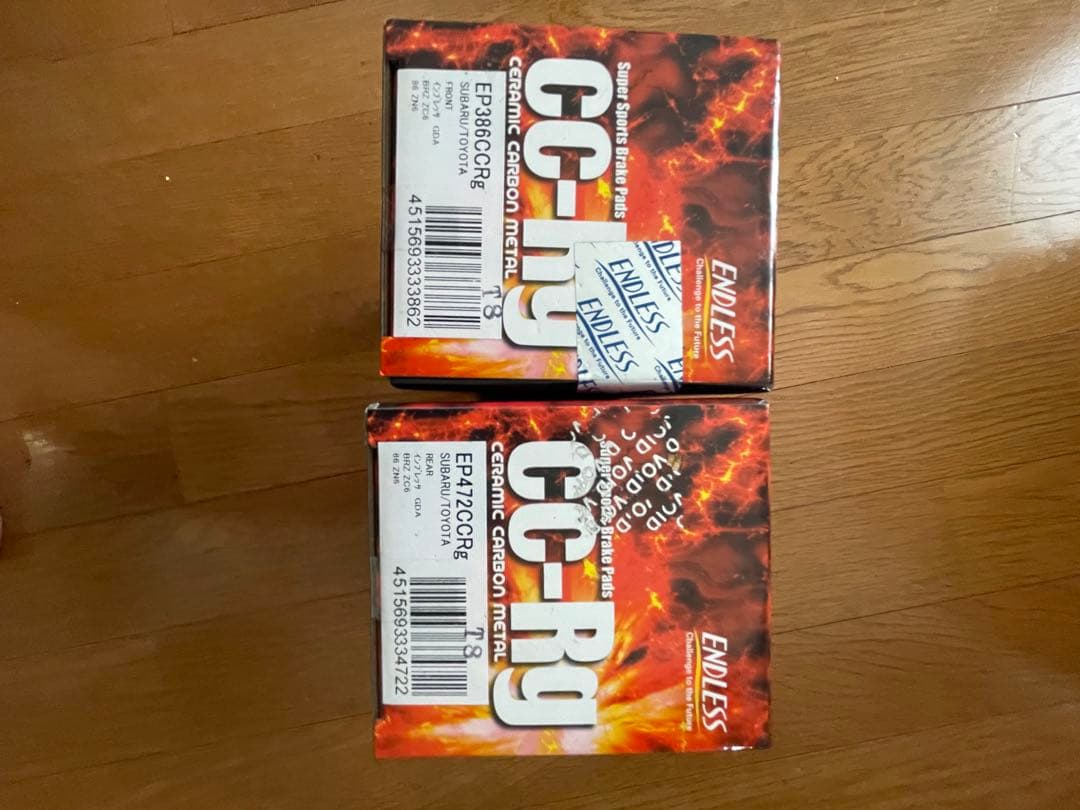 ENDLESS
Challenge to the Future
Super Sports Brake Pads
CC-Rg
CERAMIC CARBON METAL
EP386CCRg
SUBARU/TOYOTA
FRONT
インプレッサ GDA
BRZ ZC6
86 ZN6
4515693333862
T8
ENDLESS
Challenge to the Future
ENDLESS
ENDLESS
Challenge to the Future
Super Sports Brake Pads
CC-Rg
CERAMIC CARBON METAL
EP472CCRg
SUBARU/TOYOTA
REAR
インプレッサ GDA
BRZ ZC6
86 ZN6
4515693334722
T8